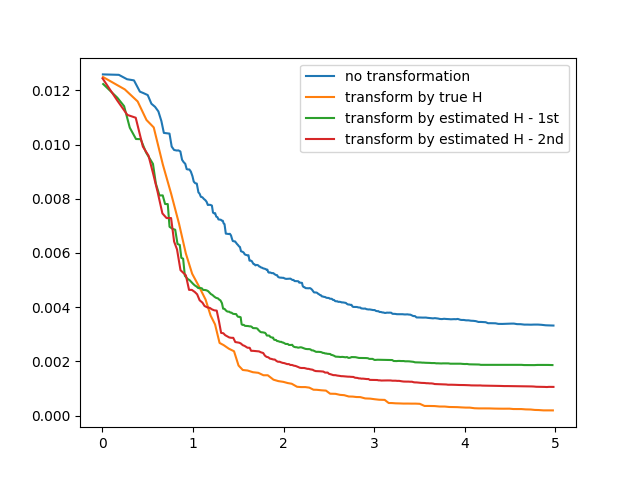 no transformation
transform by true H
transform by estimated H - 1st
transform by estimated H - 2nd
0.012
0.010
0.008
0.006
0.004
0.002
0.000
0 1 2 3 4 5